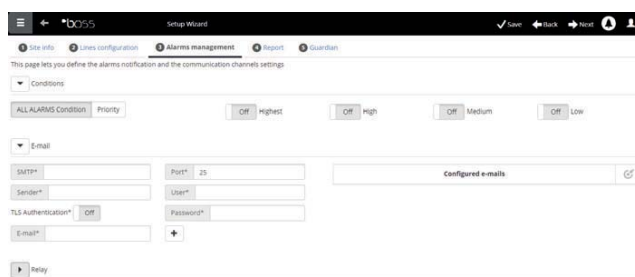 boss Setup Wizard Save Back Next
1 Site info 2 Lines configuration 3 Alarms management 4 Report 5 Guardian
This page lets you define the alarms notification and the communication channels settings
Conditions
ALL ALARMS Condition Priority Off Highest Off High Off Medium Off Low
E-mail
SMTP* Port* 25 Configured e-mails
Sender* User*
TLS Authentication* Off Password*
E-mail* +
Relay